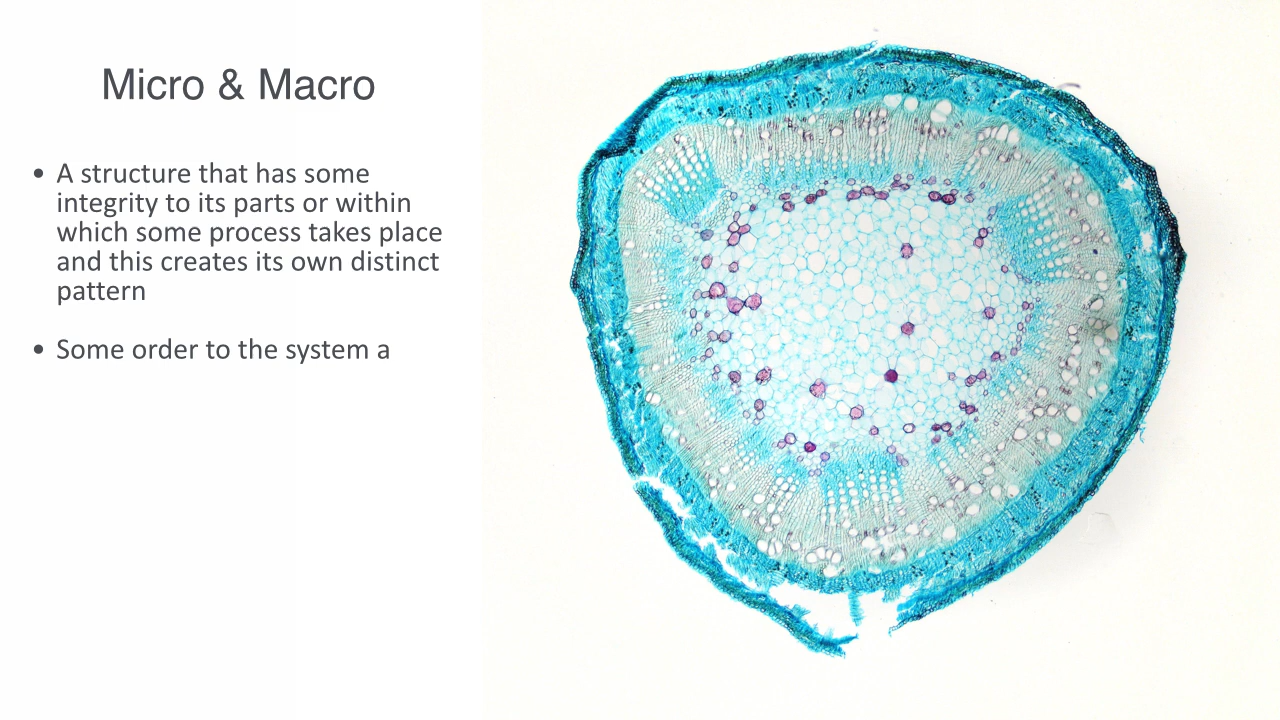 Micro & Macro
• A structure that has some
integrity to its parts or within
which some process takes place
and this creates its own distinct
pattern
• Some order to the system a